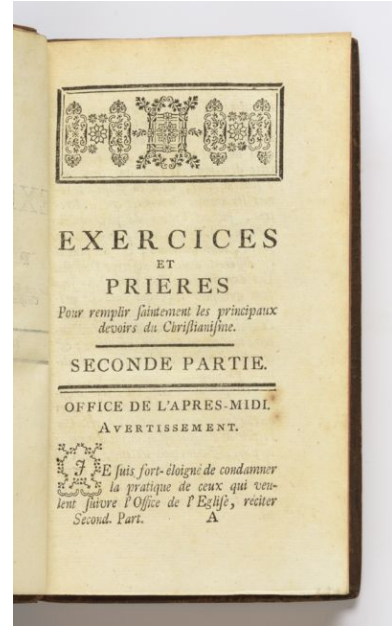 EXERCICES
ET
PRIERES
Pour remplir ſaintement les principaux
devoirs du Chriſtianiſme.
SECONDE PARTIE.
OFFICE DE L'APRES-MIDI.
AVERTISSEMENT.
JE ſuis fort-éloigné de condamner
la pratique de ceux qui veu-
lent ſuivre l'Office de l'Egliſe, réciter
Second. Part. A